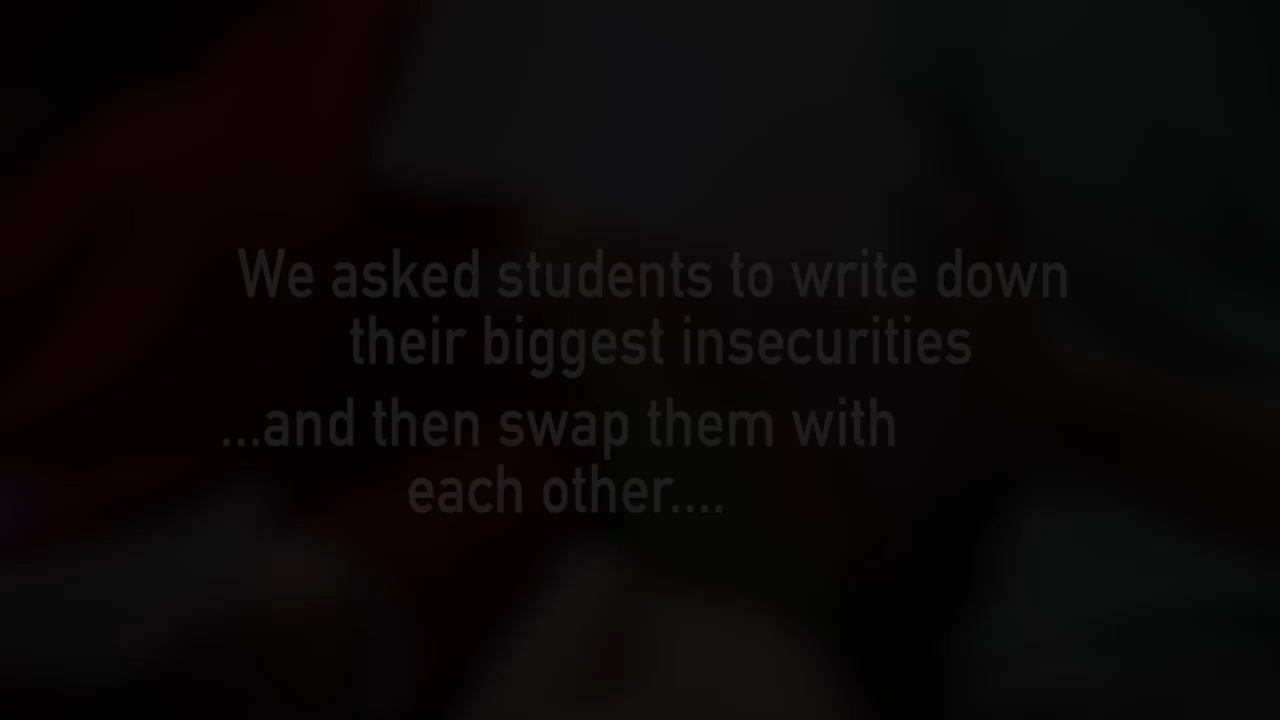 We asked students to write down
their biggest insecurities
...and then swap them with
each other....